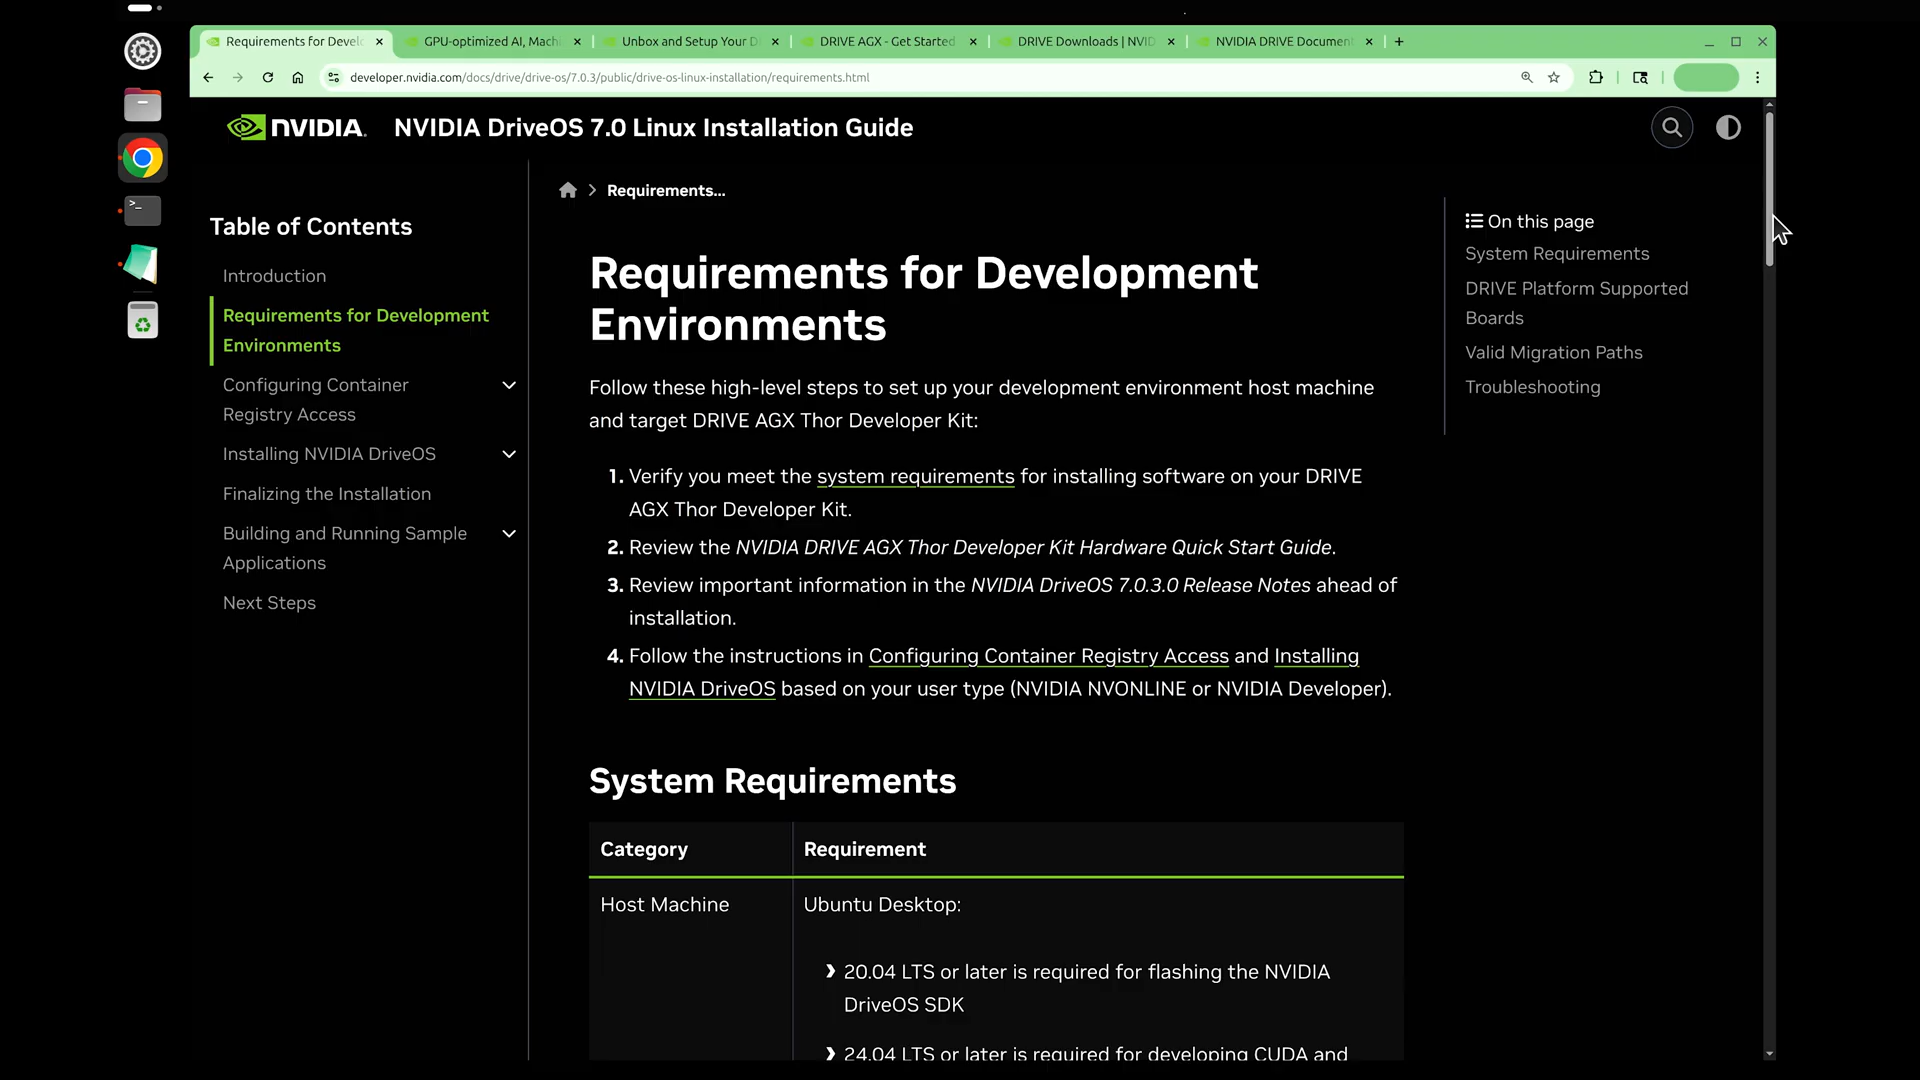 Requirements for Devel
GPU-optimized AI, Machi
Unbox and Setup Your D
DRIVE AGX - Get Started
DRIVE Downloads | NVID
NVIDIA DRIVE Document
developer.nvidia.com/docs/drive/drive-os/7.0.3/public/drive-os-linux-installation/requirements.html
NVIDIA.
NVIDIA DriveOS 7.0 Linux Installation Guide
Table of Contents
Introduction
Requirements for Development
Environments
Configuring Container
Registry Access
Installing NVIDIA DriveOS
Finalizing the Installation
Building and Running Sample
Applications
Next Steps
Requirements...
Requirements for Development
Environments
Follow these high-level steps to set up your development environment host machine
and target DRIVE AGX Thor Developer Kit:
1. Verify you meet the system requirements for installing software on your DRIVE
AGX Thor Developer Kit.
2. Review the NVIDIA DRIVE AGX Thor Developer Kit Hardware Quick Start Guide.
3. Review important information in the NVIDIA DriveOS 7.0.3.0 Release Notes ahead of
installation.
4. Follow the instructions in Configuring Container Registry Access and Installing
NVIDIA DriveOS based on your user type (NVIDIA NVONLINE or NVIDIA Developer).
System Requirements
Category
Requirement
Host Machine
Ubuntu Desktop:
20.04 LTS or later is required for flashing the NVIDIA
DriveOS SDK
24.04 LTS or later is required for developing CUDA and
On this page
System Requirements
DRIVE Platform Supported
Boards
Valid Migration Paths
Troubleshooting